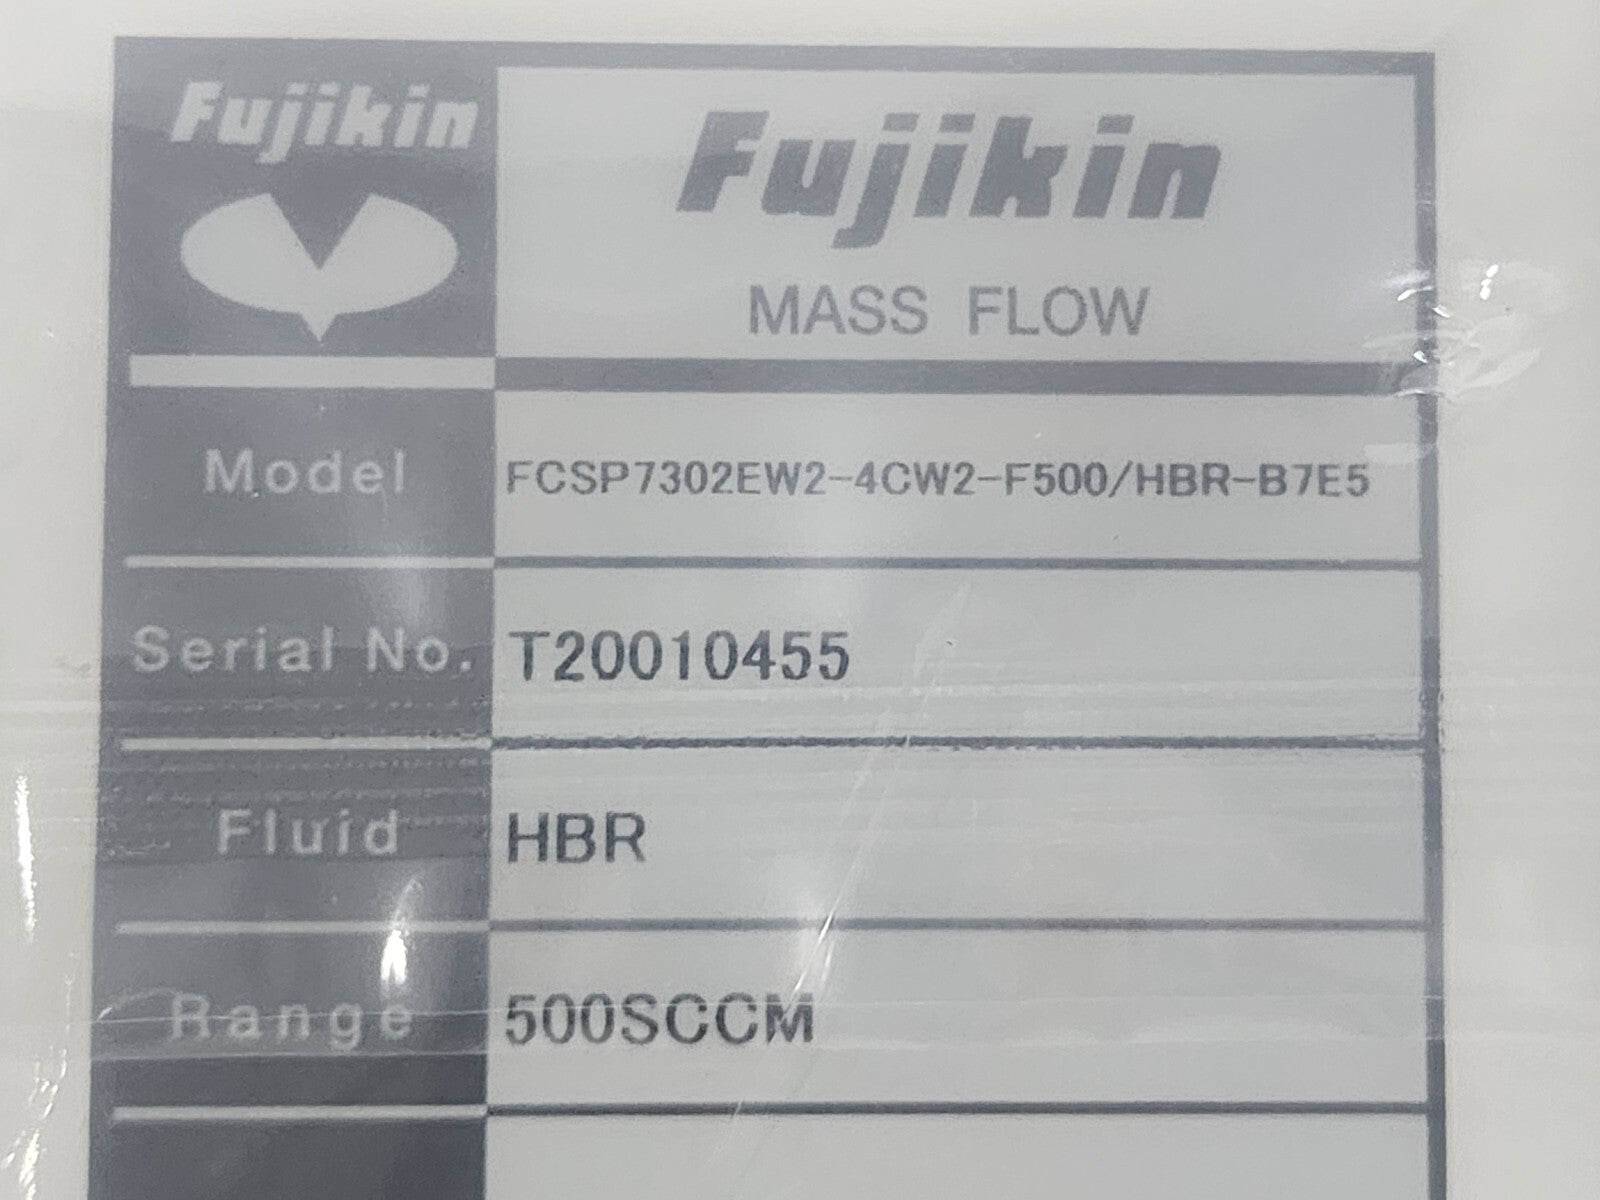 Fujikin
Fujikin
MASS FLOW
Model FCSP7302EW2-4CW2-F500/HBR-B7E5
Serial No. T20010455
Fluid HBR
Range 500SCCM